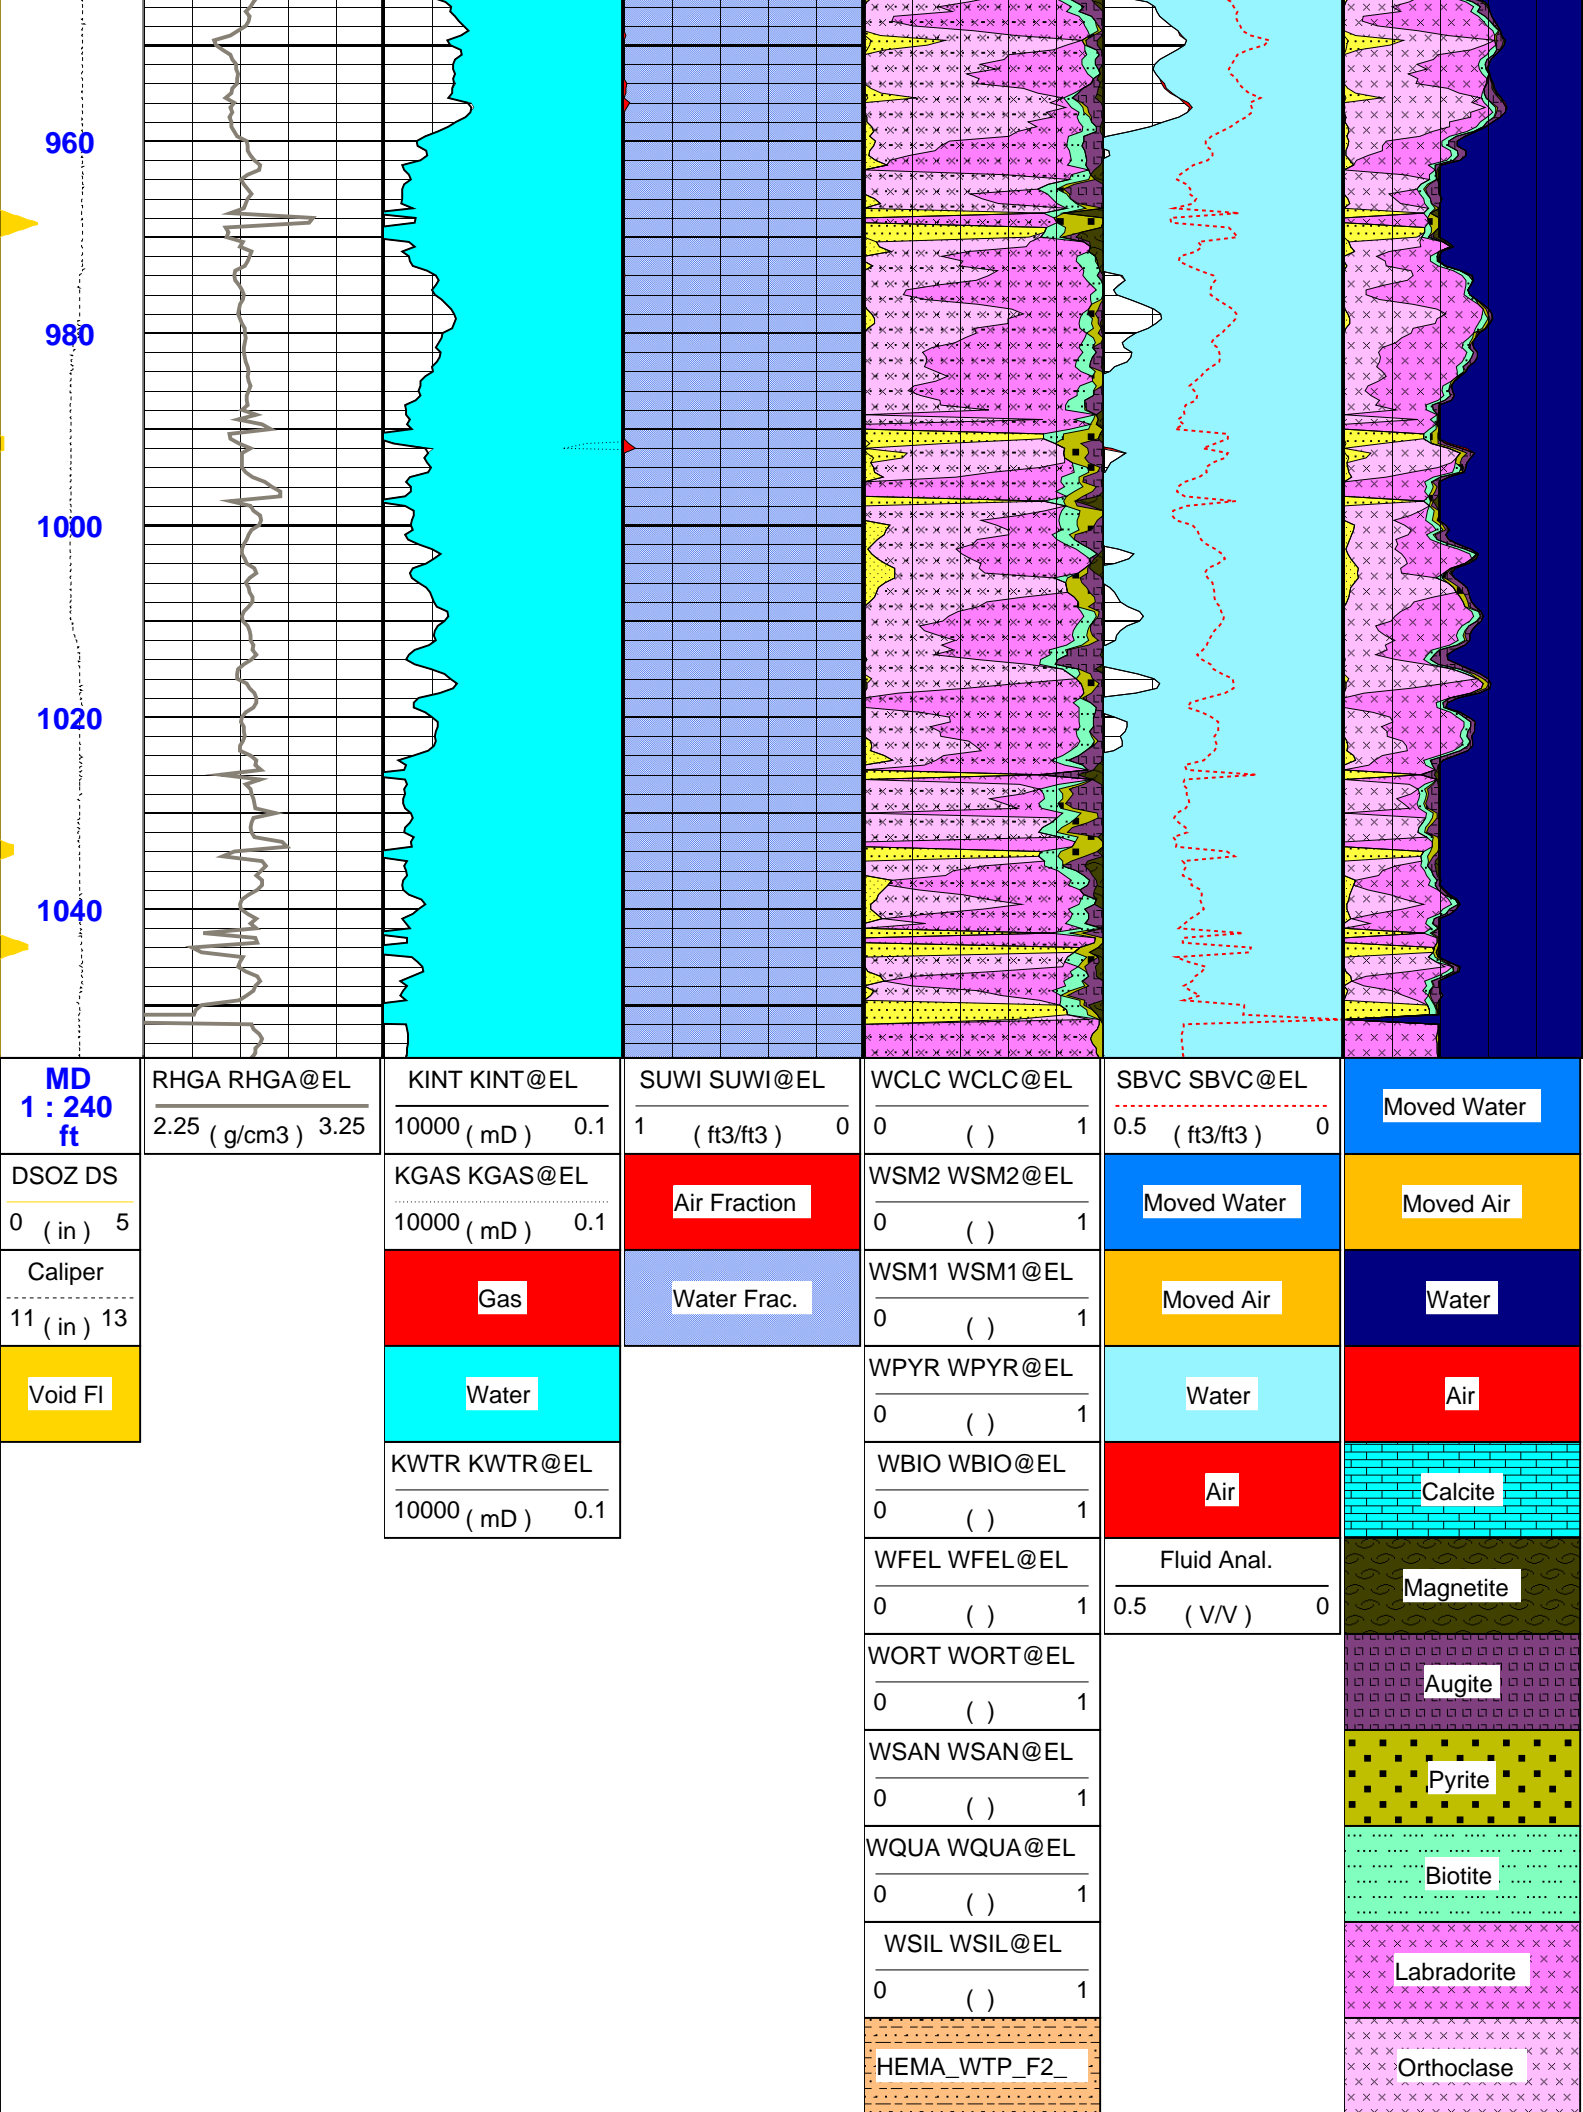 960
980
1000
1020
1040
MD
1 : 240
ft
DSOZ DS
0 ( in ) 5
Caliper
11 ( in ) 13
Void Fl
RHGA RHGA@EL
2.25 ( g/cm3 ) 3.25
KINT KINT@EL
10000 ( mD ) 0.1
KGAS KGAS@EL
10000 ( mD ) 0.1
Gas
Water
KWTR KWTR@EL
10000 ( mD ) 0.1
SUWI SUWI@EL
1 ( ft3/ft3 ) 0
Air Fraction
Water Frac.
WCLC WCLC@EL
0 ( ) 1
WSM2 WSM2@EL
0 ( ) 1
WSM1 WSM1@EL
0 ( ) 1
WPYR WPYR@EL
0 ( ) 1
WBIO WBIO@EL
0 ( ) 1
WFEL WFEL@EL
0 ( ) 1
WORT WORT@EL
0 ( ) 1
WSAN WSAN@EL
0 ( ) 1
WQUA WQUA@EL
0 ( ) 1
WSIL WSIL@EL
0 ( ) 1
HEMA_WTP_F2_
SBVC SBVC@EL
0.5 ( ft3/ft3 ) 0
Moved Water
Moved Air
Water
Air
Fluid Anal.
0.5 ( V/V ) 0
Moved Water
Moved Air
Water
Air
Calcite
Magnetite
Augite
Pyrite
Biotite
Labradorite
Orthoclase